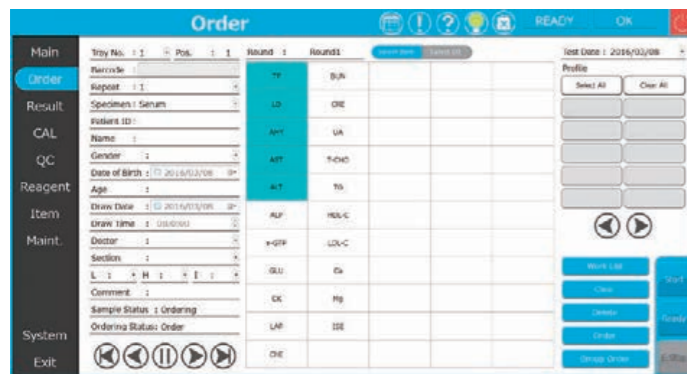 Order
READY OK
Main
Order
Result
CAL
QC
Reagent
Item
Maint.
System
Exit
Tray No. : 1 Pos. : 1
Barcode :
Repeat : 1
Specimen : Serum
Patient ID :
Name :
Gender :
Date of Birth : 2016/03/08
Age :
Draw Date : 2016/03/08
Draw Time : 0:00:00
Doctor :
Section :
L : H : I :
Comment :
Sample Status : Ordering
Ordering Status: Order
Round : Round1
TP BUN
LD CRE
AMY UA
AST T-CHO
ALT TG
ALP HDL-C
LDL-C
GLU Ca
CK Mg
LAP ISE
ChE
Test Date : 2016/03/08
Profile
Select All Clear All
Work List
Clear
Delete
Order
Group Order
Start
Ready